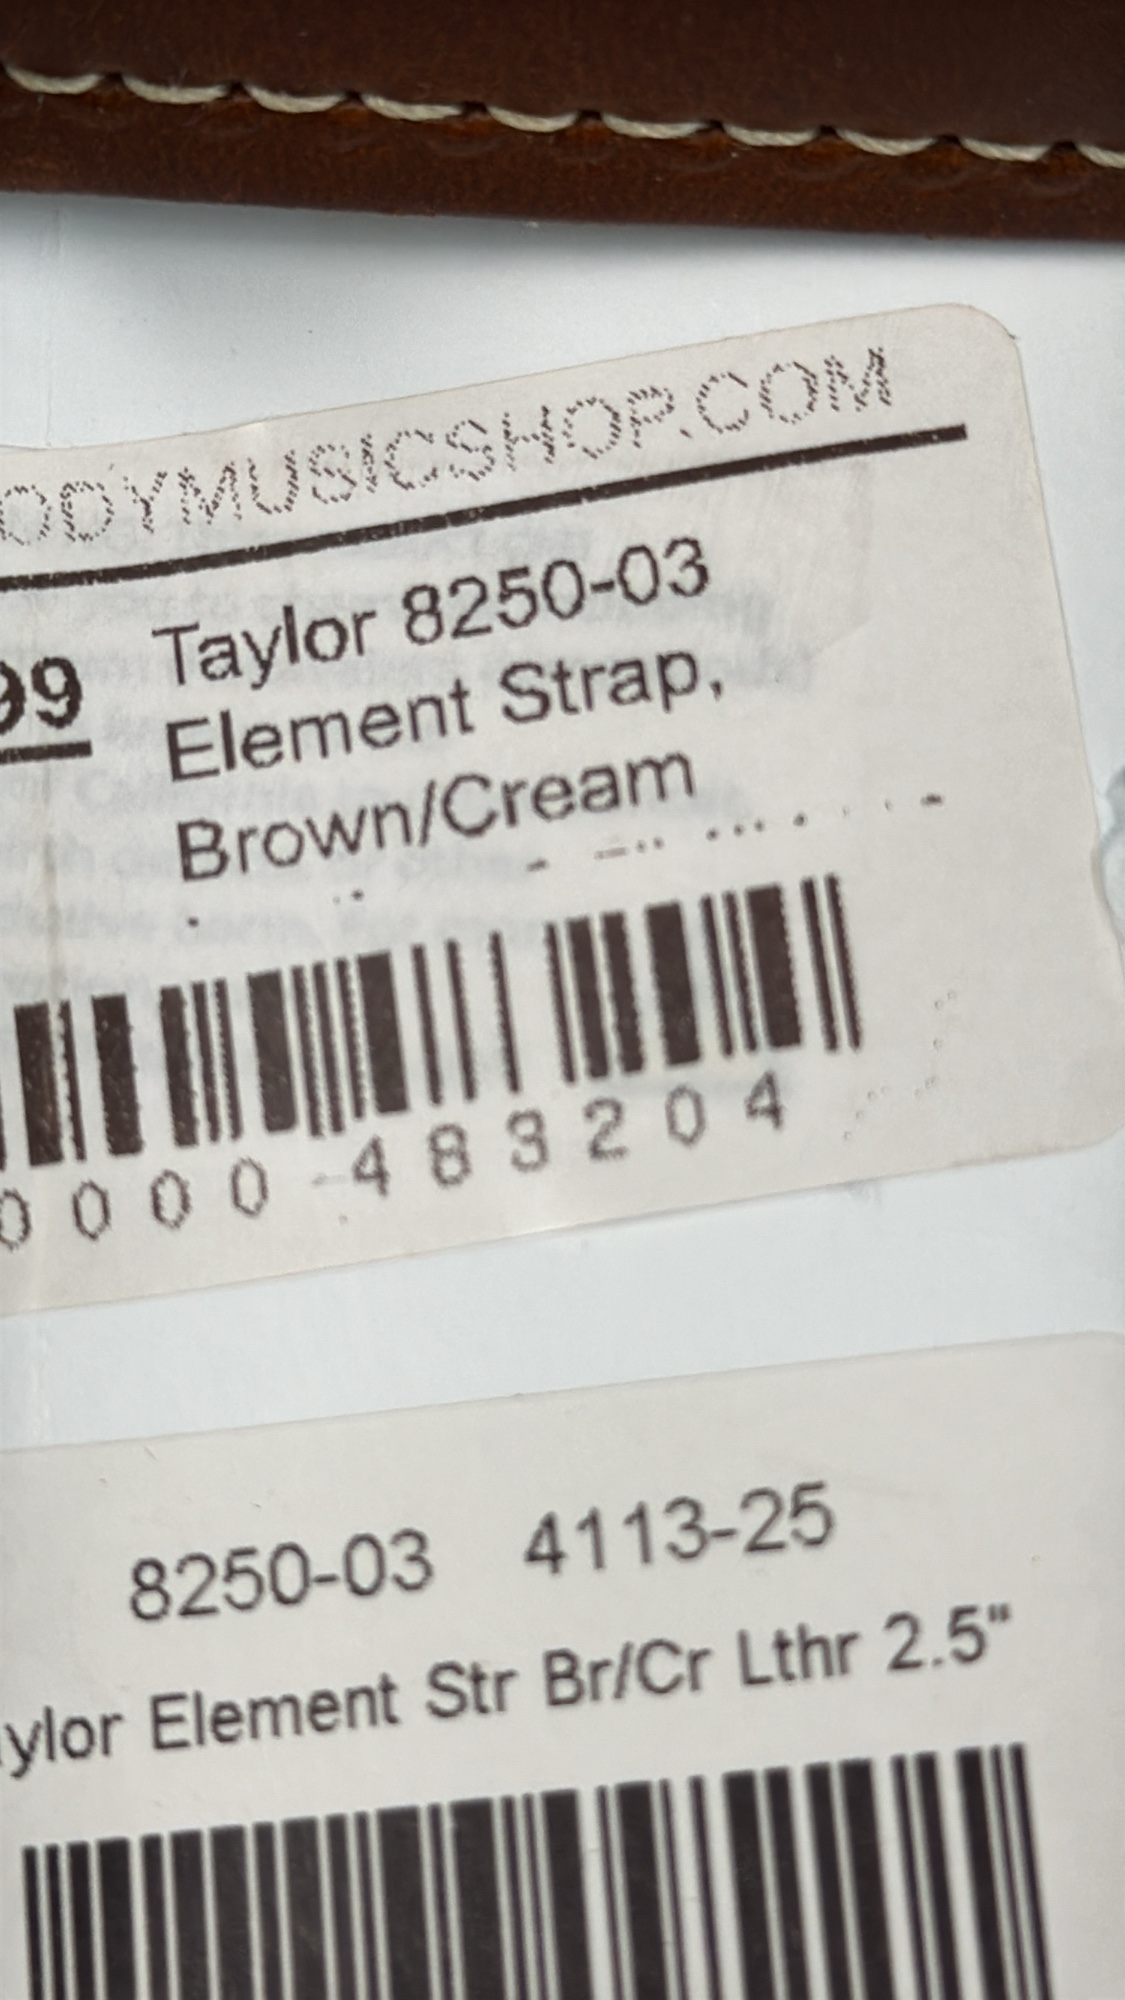 ODYMUSICSHOP.COM
99
Taylor 8250-03
Element Strap,
Brown/Cream
0000 483204
8250-03 4113-25
ylor Element Str Br/Cr Lthr 2.5"